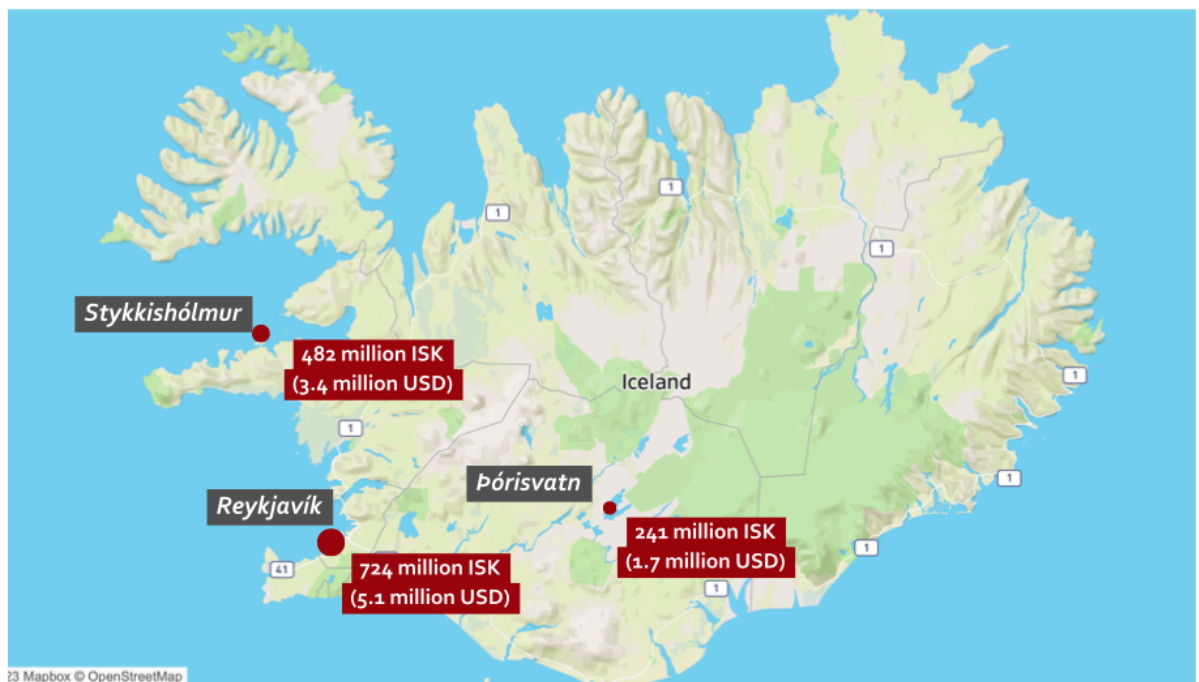 1
1
1
Stykkishólmur
482 million ISK
(3.4 million USD)
Iceland
1
1
Þórisvatn
1
Reykjavík
241 million ISK
(1.7 million USD)
1
41
724 million ISK
(5.1 million USD)
1
23 Mapbox © OpenStreetMap